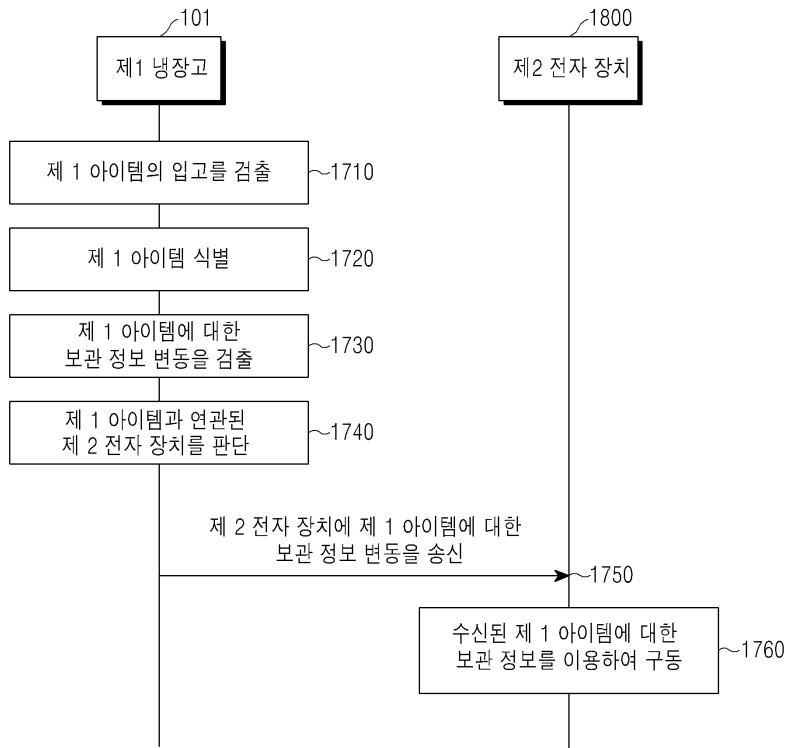 101
1800
제1 냉장고
제2 전자 장치
제 1 아이템의 입고를 검출
1710
제 1 아이템 식별
1720
제 1 아이템에 대한
보관 정보 변동을 검출
1730
제 1 아이템과 연관된
제 2 전자 장치를 판단
1740
제 2 전자 장치에 제 1 아이템에 대한
보관 정보 변동을 송신
1750
수신된 제 1 아이템에 대한
보관 정보를 이용하여 구동
1760